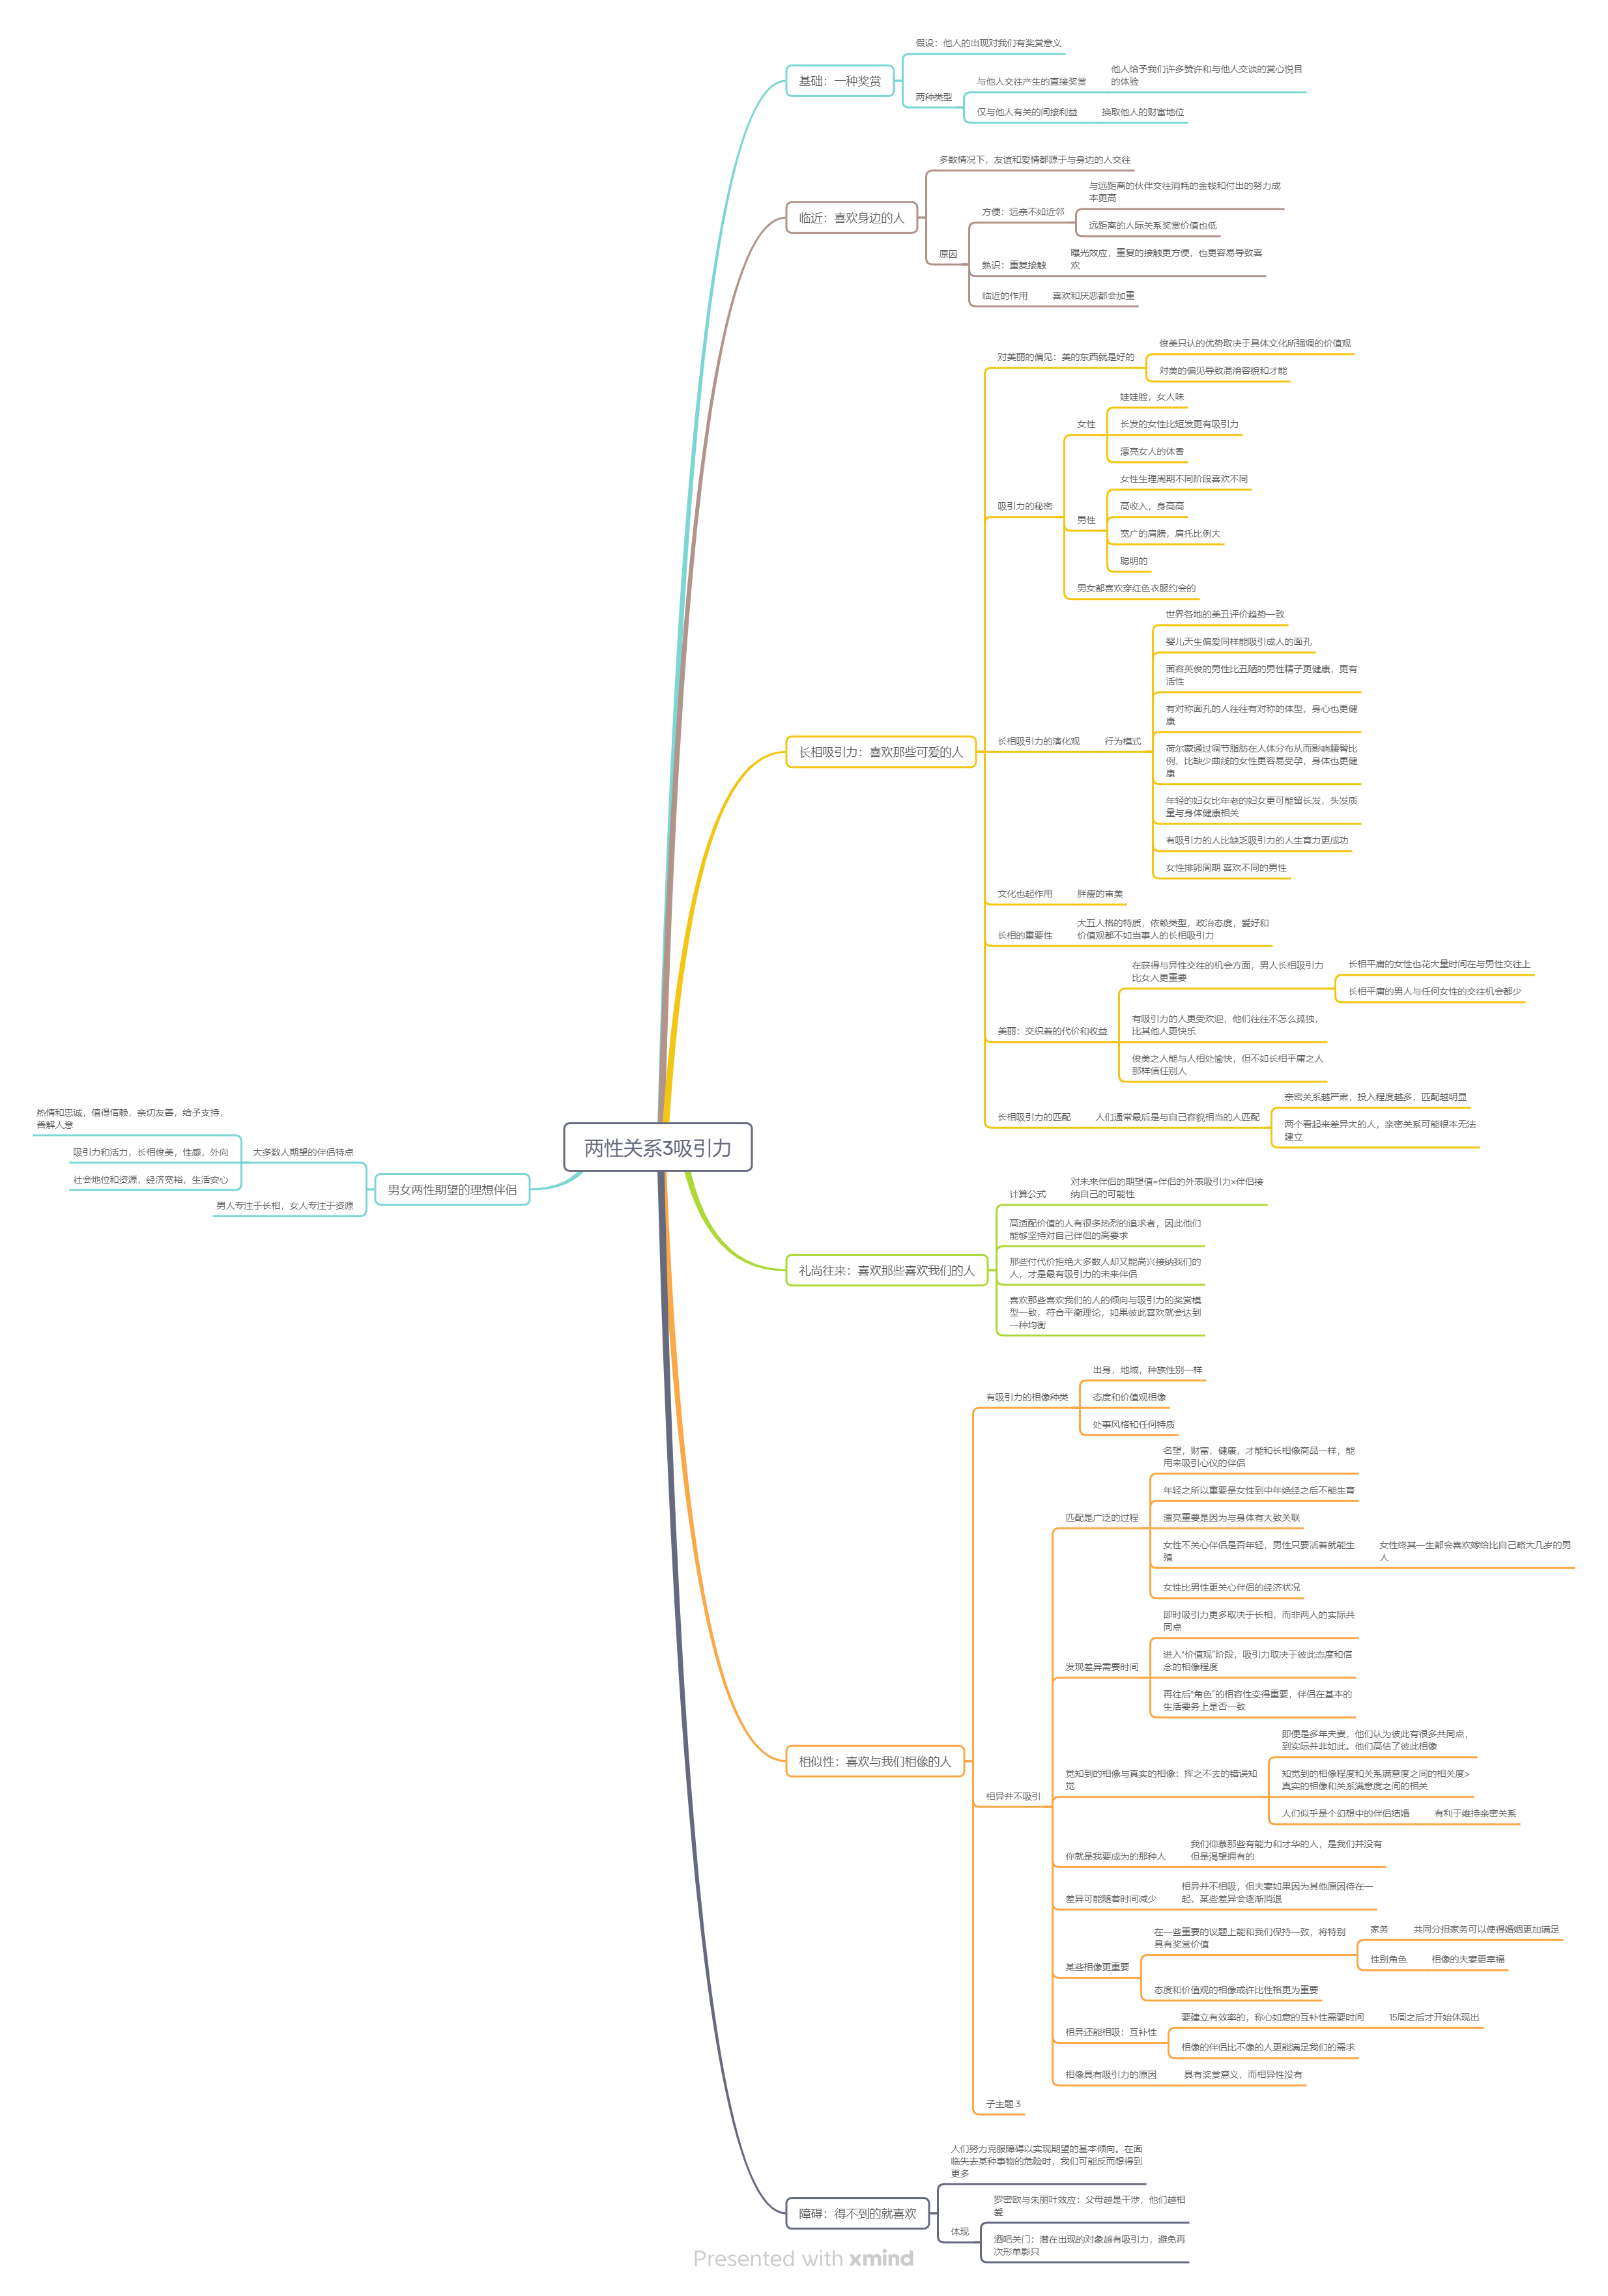 两性关系3吸引力
基础：一种奖赏
假设：他人的出现对我们有奖赏意义
两种类型
与他人交往产生的直接奖赏
他人给予我们许多赞许和与他人交谈的赏心悦目
的体验
仅与他人有关的间接利益
换取他人的财富地位
临近：喜欢身边的人
多数情况下，友谊和爱情都源于与身边的人交往
原因
方便：远亲不如近邻
与远距离的伙伴交往消耗的金钱和付出的努力成
本更高
远距离的人际关系奖赏价值也低
熟识：重复接触
曝光效应，重复的接触更方便，也更容易导致喜
欢
临近的作用
喜欢和厌恶都会加重
长相吸引力：喜欢那些可爱的人
对美丽的偏见：美的东西就是好的
俊美只认的优势取决于具体文化所强调的价值观
对美的偏见导致混淆容貌和才能
吸引力的秘密
女性
娃娃脸，女人味
长发的女性比短发更有吸引力
漂亮女人的体香
男性
女性生理周期不同阶段喜欢不同
高收入，身高高
宽广的肩膀，肩托比例大
聪明的
男女都喜欢穿红色衣服约会的
长相吸引力的演化观
行为模式
世界各地的美丑评价趋势一致
婴儿天生偏爱同样能吸引成人的面孔
面容英俊的男性比丑陋的男性精子更健康，更有
活性
有对称面孔的人往往有对称的体型，身心也更健
康
荷尔蒙通过调节脂肪在人体分布从而影响腰臀比
例，比缺少曲线的女性更容易受孕，身体也更健
康
年轻的妇女比年老的妇女更可能留长发，头发质
量与身体健康相关
有吸引力的人比缺乏吸引力的人生育力更成功
女性排卵周期 喜欢不同的男性
文化也起作用
胖瘦的审美
长相的重要性
大五人格的特质，依赖类型，政治态度，爱好和
价值观都不如当事人的长相吸引力
美丽：交织着的代价和收益
在获得与异性交往的机会方面，男人长相吸引力
比女人更重要
长相平庸的女性也花大量时间在与男性交往上
长相平庸的男人与任何女性的交往机会都少
有吸引力的人更受欢迎，他们往往不怎么孤独，
比其他人更快乐
俊美之人能与人相处愉快，但不如长相平庸之人
那样信任别人
长相吸引力的匹配
人们通常最后是与自己容貌相当的人匹配
亲密关系越严肃，投入程度越多，匹配越明显
两个看起来差异大的人，亲密关系可能根本无法
建立
礼尚往来：喜欢那些喜欢我们的人
计算公式
对未来伴侣的期望值=伴侣的外表吸引力×伴侣接
纳自己的可能性
高适配价值的人有很多热烈的追求者，因此他们
能够坚持对自己伴侣的高要求
那些付代价拒绝大多数人却又能高兴接纳我们的
人，才是最有吸引力的未来伴侣
喜欢那些喜欢我们的人的倾向与吸引力的奖赏模
型一致，符合平衡理论，如果彼此喜欢就会达到
一种均衡
相似性：喜欢与我们相像的人
有吸引力的相像种类
出身，地域，种族性别一样
态度和价值观相像
处事风格和任何特质
相异并不吸引
匹配是广泛的过程
名望，财富，健康，才能和长相像商品一样，能
用来吸引心仪的伴侣
年轻之所以重要是女性到中年绝经之后不能生育
漂亮重要是因为与身体有大致关联
女性不关心伴侣是否年轻，男性只要活着就能生
殖
女性终其一生都会喜欢嫁给比自己略大几岁的男
人
女性比男性更关心伴侣的经济状况
发现差异需要时间
即时吸引力更多取决于长相，而非两人的实际共
同点
进入“价值观”阶段，吸引力取决于彼此态度和信
念的相像程度
再往后“角色”的相容性变得重要，伴侣在基本的
生活要务上是否一致
觉知到的相像与真实的相像：挥之不去的错误知
觉
即便是多年夫妻，他们认为彼此有很多共同点，
到实际并非如此。他们高估了彼此相像
知觉到的相像程度和关系满意度之间的相关度>
真实的相像和关系满意度之间的相关
人们似乎是个幻想中的伴侣结婚
有利于维持亲密关系
你就是我要成为的那种人
我们仰慕那些有能力和才华的人，是我们并没有
但是渴望拥有的
差异可能随着时间减少
相异并不相吸，但夫妻如果因为其他原因待在一
起，某些差异会逐渐消退
某些相像更重要
在一些重要的议题上能和我们保持一致，将特别
具有奖赏价值
家务
共同分担家务可以使得婚姻更加满足
性别角色
相像的夫妻更幸福
态度和价值观的相像或许比性格更为重要
相异还能相吸：互补性
要建立有效率的，称心如意的互补性需要时间
15周之后才开始体现出
相像的伴侣比不像的人更能满足我们的需求
相像具有吸引力的原因
具有奖赏意义，而相异性没有
子主题 3
障碍：得不到的就喜欢
人们努力克服障碍以实现期望的基本倾向。在面
临失去某种事物的危险时，我们可能反而想得到
更多
体现
罗密欧与朱丽叶效应：父母越是干涉，他们越相
爱
酒吧关门：潜在出现的对象越有吸引力，避免再
次形单影只
男女两性期望的理想伴侣
大多数人期望的伴侣特点
热情和忠诚，值得信赖，亲切友善，给予支持，
善解人意
吸引力和活力，长相俊美，性感，外向
社会地位和资源，经济宽裕，生活安心
男人专注于长相，女人专注于资源
Presented with xmind